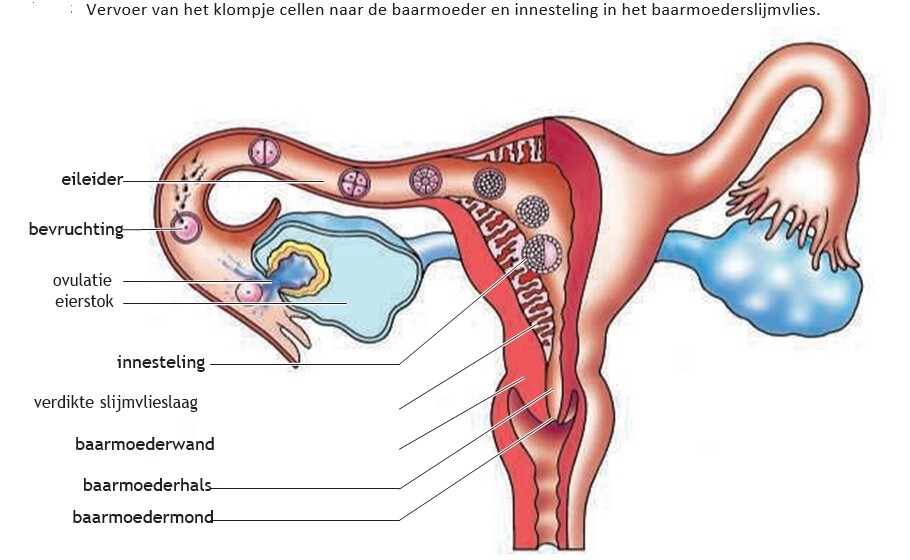 Vervoer van het klompje cellen naar de baarmoeder en innesteling in het baarmoederslijmvlies.
eileider
bevruchting
ovulatie
eierstok
innesteling
verdikte slijmvlieslaag
baarmoederwand
baarmoederhals
baarmoedermond